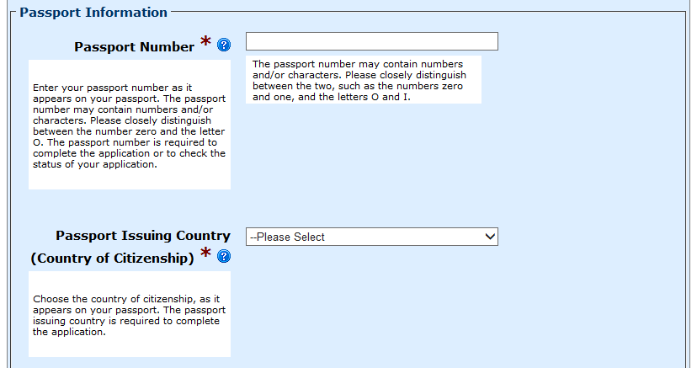 Passport Information
Passport Number * ?
The passport number may contain numbers
and/or characters. Please closely distinguish
between the two, such as the numbers zero
and one, and the letters O and I.
Enter your passport number as it
appears on your passport. The passport
number may contain numbers and/or
characters. Please closely distinguish
between the number zero and the letter
O. The passport number is required to
complete the application or to check the
status of your application.
Passport Issuing Country
(Country of Citizenship) * ?
--Please Select
Choose the country of citizenship, as it
appears on your passport. The passport
issuing country is required to complete
the application.